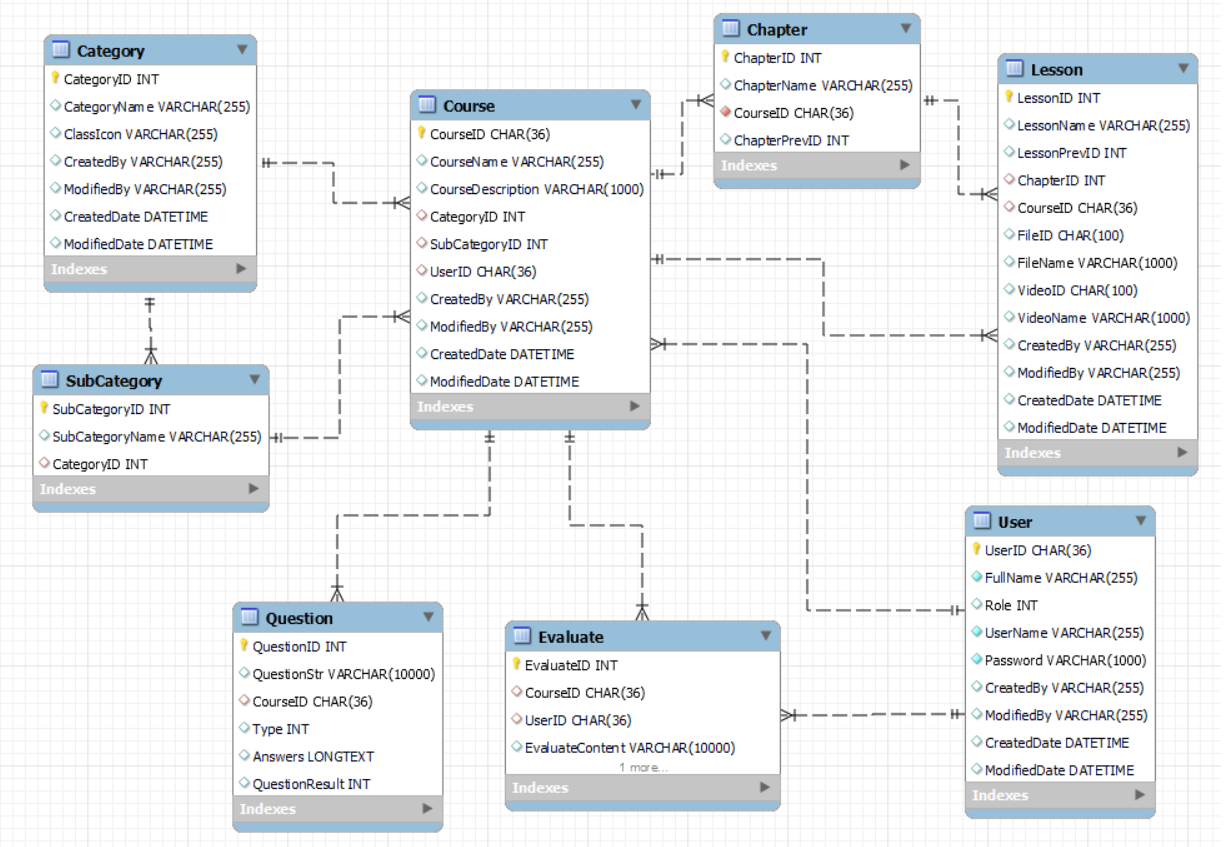 Category
CategoryID INT
CategoryName VARCHAR(255)
ClassIcon VARCHAR(255)
CreatedBy VARCHAR(255)
ModifiedBy VARCHAR(255)
CreatedDate DATETIME
ModifiedDate DATETIME
Indexes
SubCategory
SubCategoryID INT
SubCategoryName VARCHAR(255)
CategoryID INT
Indexes
Course
CourseID CHAR(36)
CourseName VARCHAR(255)
CourseDescription VARCHAR(1000)
CategoryID INT
SubCategoryID INT
UserID CHAR(36)
CreatedBy VARCHAR(255)
ModifiedBy VARCHAR(255)
CreatedDate DATETIME
ModifiedDate DATETIME
Indexes
Chapter
ChapterID INT
ChapterName VARCHAR(255)
CourseID CHAR(36)
ChapterPrevID INT
Indexes
Lesson
LessonID INT
LessonName VARCHAR(255)
LessonPrevID INT
ChapterID INT
CourseID CHAR(36)
FileID CHAR(100)
FileName VARCHAR(1000)
VideoID CHAR(100)
VideoName VARCHAR(1000)
CreatedBy VARCHAR(255)
ModifiedBy VARCHAR(255)
CreatedDate DATETIME
ModifiedDate DATETIME
Indexes
Question
QuestionID INT
QuestionStr VARCHAR(10000)
CourseID CHAR(36)
Type INT
Answers LONGTEXT
QuestionResult INT
Indexes
Evaluate
EvaluateID INT
CourseID CHAR(36)
UserID CHAR(36)
EvaluateContent VARCHAR(10000)
1 more...
Indexes
User
UserID CHAR(36)
FullName VARCHAR(255)
Role INT
UserName VARCHAR(255)
Password VARCHAR(1000)
CreatedBy VARCHAR(255)
ModifiedBy VARCHAR(255)
CreatedDate DATETIME
ModifiedDate DATETIME
Indexes